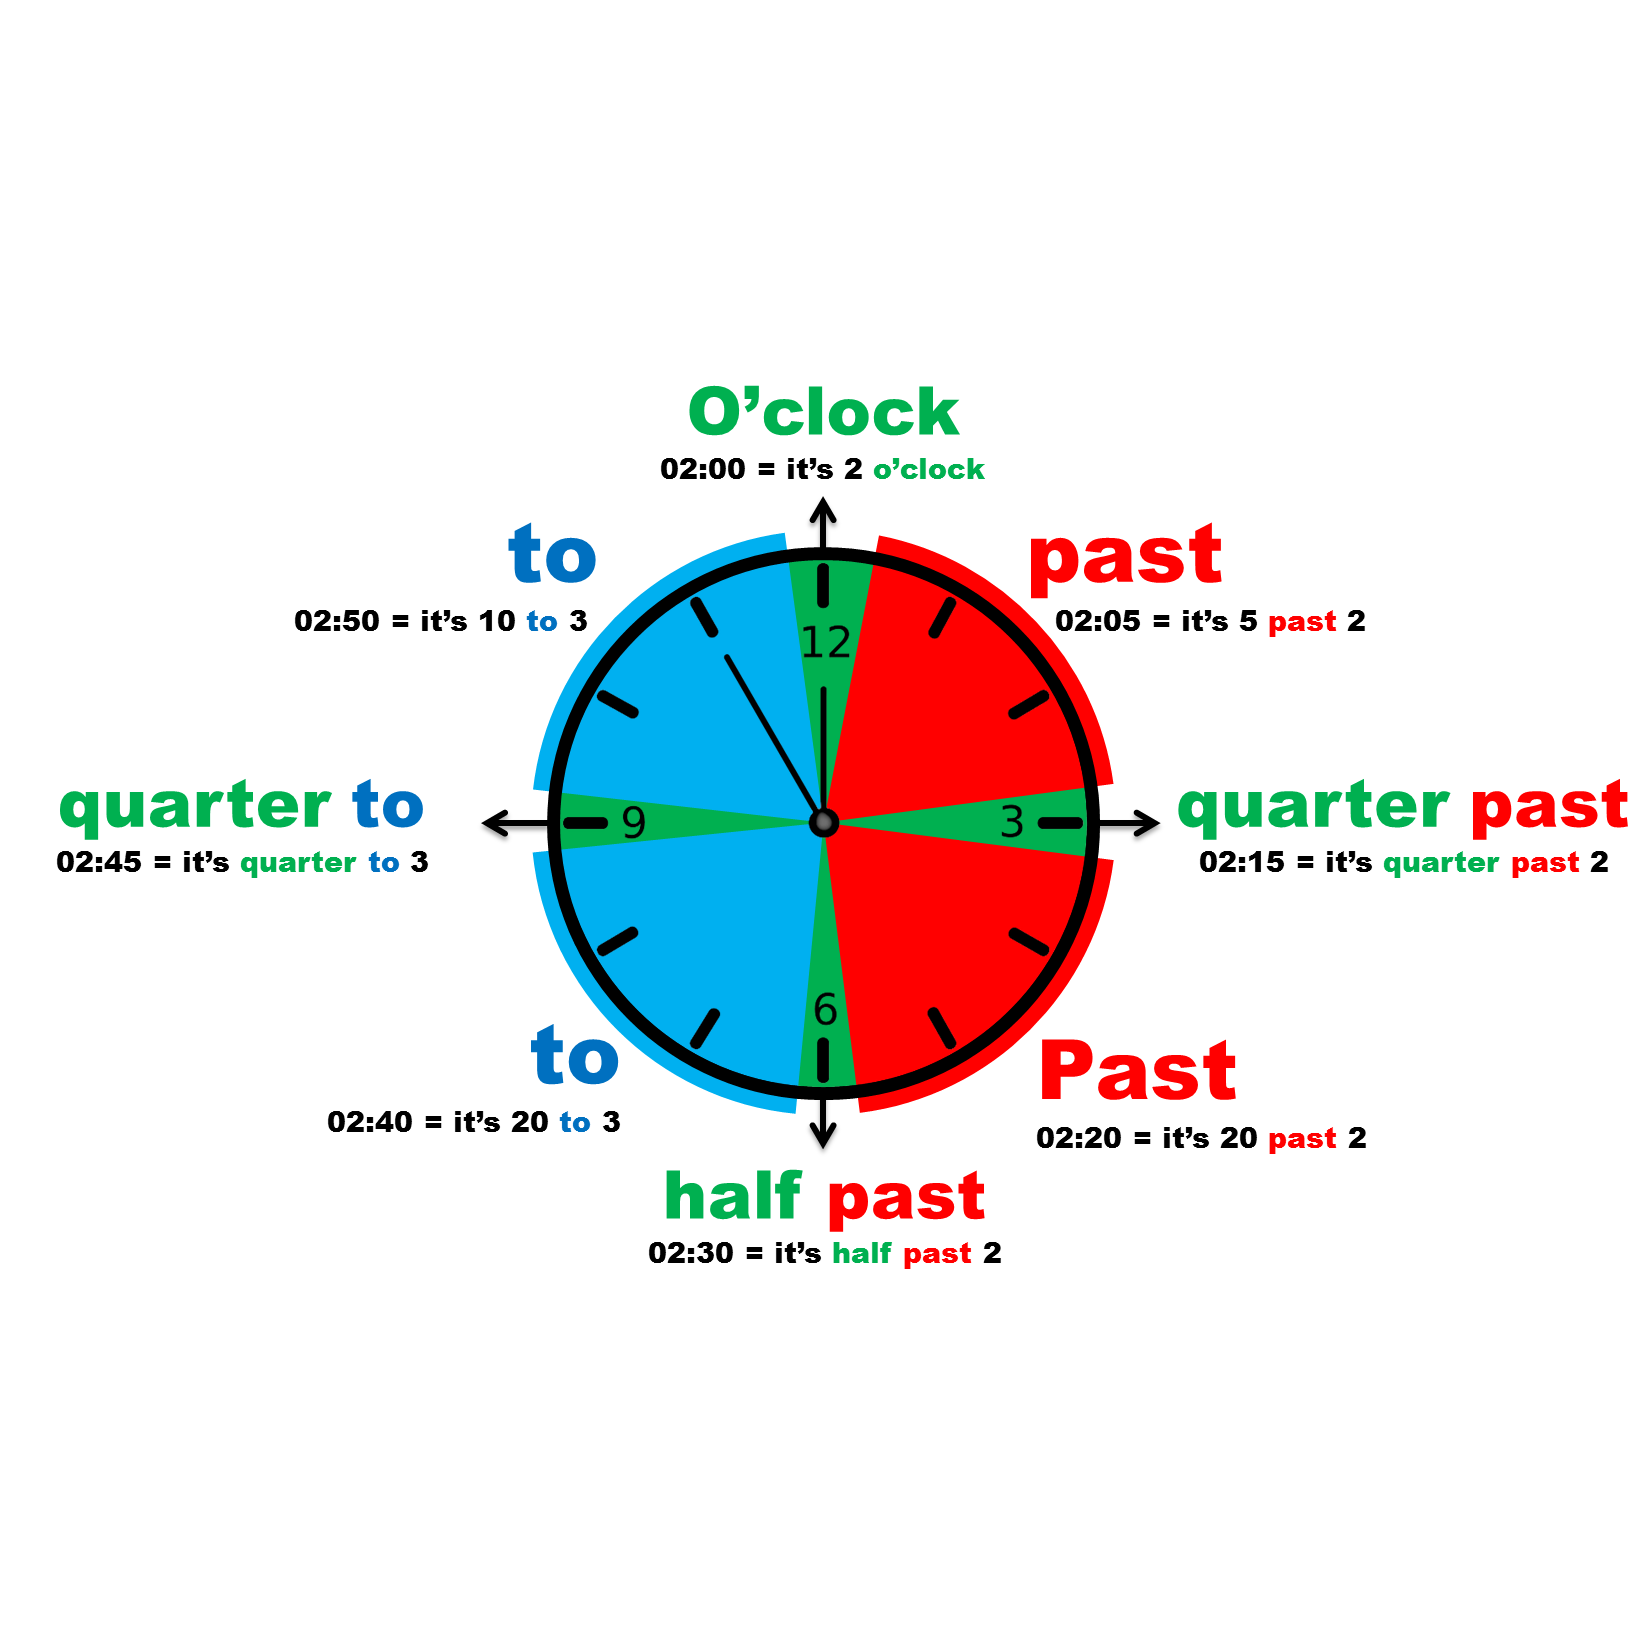 O’clock
02:00 = it’s 2 o’clock
to
02:50 = it’s 10 to 3
past
02:05 = it’s 5 past 2
12
quarter to
02:45 = it’s quarter to 3
9
3
quarter past
02:15 = it’s quarter past 2
6
to
02:40 = it’s 20 to 3
Past
02:20 = it’s 20 past 2
half past
02:30 = it’s half past 2